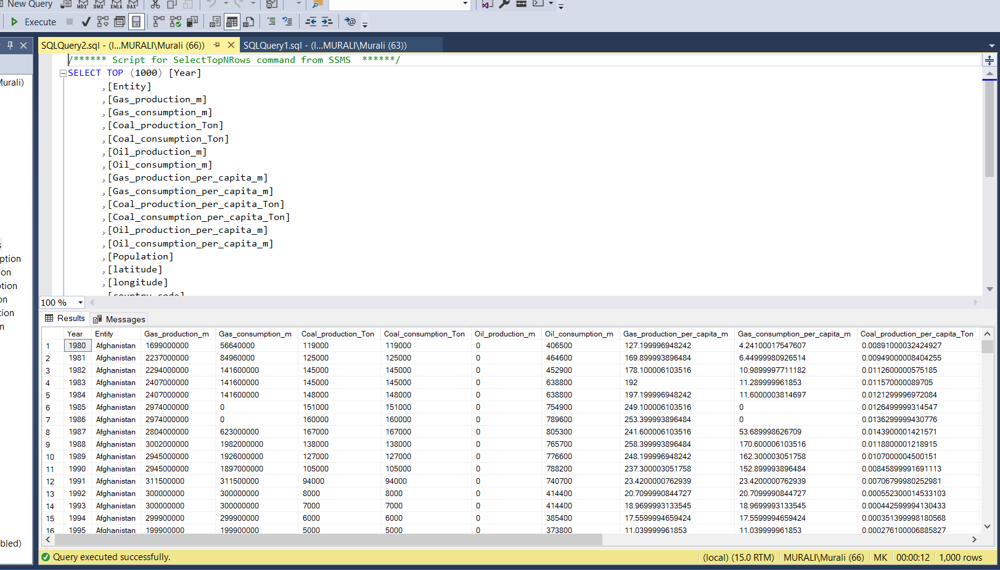 New Query MDX DMX XMLA DAX
Execute
SQLQuery2.sql - (l...MURALI\Murali (66)) SQLQuery1.sql - (l...MURALI\Murali (63))
/****** Script for SelectTopNRows command from SSMS  ******/
SELECT TOP (1000) [Year]
,[Entity]
,[Gas_production_m]
,[Gas_consumption_m]
,[Coal_production_Ton]
,[Coal_consumption_Ton]
,[Oil_production_m]
,[Oil_consumption_m]
,[Gas_production_per_capita_m]
,[Gas_consumption_per_capita_m]
,[Coal_production_per_capita_Ton]
,[Coal_consumption_per_capita_Ton]
,[Oil_production_per_capita_m]
,[Oil_consumption_per_capita_m]
,[Population]
,[latitude]
,[longitude]
,[country_code]
Murali)
ption
on
ption
on
tion
n
bled)
100 %
Results Messages
Year Entity Gas_production_m Gas_consumption_m Coal_production_Ton Coal_consumption_Ton Oil_production_m Oil_consumption_m Gas_production_per_capita_m Gas_consumption_per_capita_m Coal_production_per_capita_Ton
1 1980 Afghanistan 1699000000 56640000 119000 119000 0 406500 127.199996948242 4.24100017547607 0.00891000032424927
2 1981 Afghanistan 2237000000 84960000 125000 125000 0 464600 169.899993896484 6.44999980926514 0.00949000008404255
3 1982 Afghanistan 2294000000 141600000 145000 145000 0 452900 178.100006103516 10.9899997711182 0.0112600000575185
4 1983 Afghanistan 2407000000 141600000 145000 145000 0 638800 192 11.289999961853 0.011570000089705
5 1984 Afghanistan 2407000000 141600000 148000 148000 0 638800 197.199996948242 11.6000003814697 0.0121299996972084
6 1985 Afghanistan 2974000000 0 151000 151000 0 754900 249.100006103516 0 0.0126499999314547
7 1986 Afghanistan 2974000000 0 160000 160000 0 789600 253.399993896484 0 0.0136299999430776
8 1987 Afghanistan 2804000000 623000000 167000 167000 0 805300 241.600006103516 53.689998626709 0.0143900001421571
9 1988 Afghanistan 3002000000 1982000000 138000 138000 0 765700 258.399993896484 170.600006103516 0.0118800001218915
10 1989 Afghanistan 2945000000 1926000000 127000 127000 0 776600 248.199996948242 162.300003051758 0.0107000004500151
11 1990 Afghanistan 2945000000 1897000000 105000 105000 0 788200 237.300003051758 152.899993896484 0.00845899991691113
12 1991 Afghanistan 311500000 311500000 94000 94000 0 740700 23.4200000762939 23.4200000762939 0.00706799980252981
13 1992 Afghanistan 300000000 300000000 8000 8000 0 414400 20.7099990844727 20.7099990844727 0.000552300014533103
14 1993 Afghanistan 300000000 300000000 7000 7000 0 414400 18.9699993133545 18.9699993133545 0.000442599994130433
15 1994 Afghanistan 299900000 299900000 6000 6000 0 385400 17.5599994659424 17.5599994659424 0.000351399998180568
16 1995 Afghanistan 199900000 199900000 5000 5000 0 373800 11.039999961853 11.039999961853 0.000276100006885827
Query executed successfully. (local) (15.0 RTM) MURALI\Murali (66) MK 00:00:12 1,000 rows